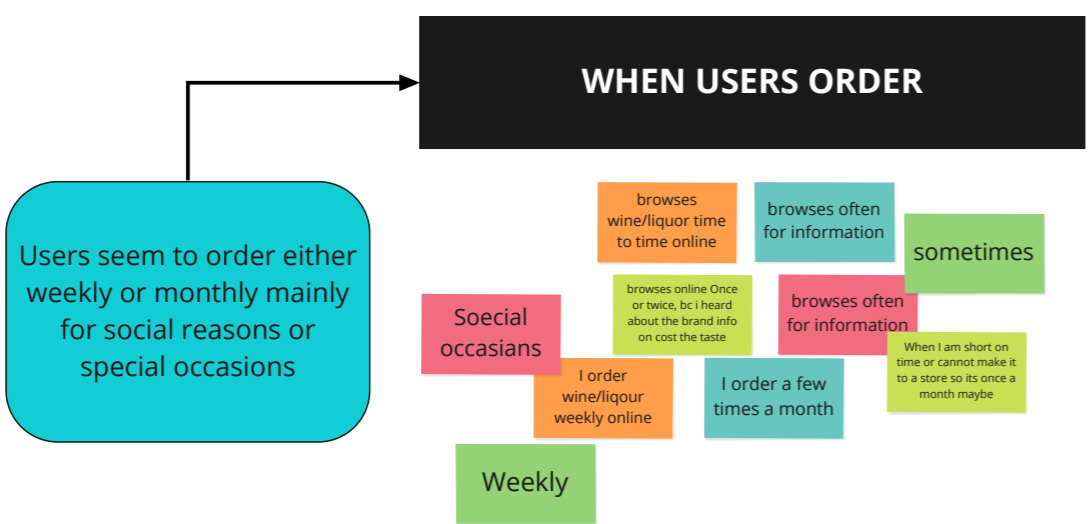 WHEN USERS ORDER
Users seem to order either
weekly or monthly mainly
for social reasons or
special occasions
browses
wine/liquor time
to time online
browses often
for information
sometimes
browses online Once
or twice, bc i heard
about the brand info
on cost the taste
browses often
for information
Soecial
occasians
When I am short on
time or cannot make it
to a store so its once a
month maybe
I order
wine/liqour
weekly online
I order a few
times a month
Weekly